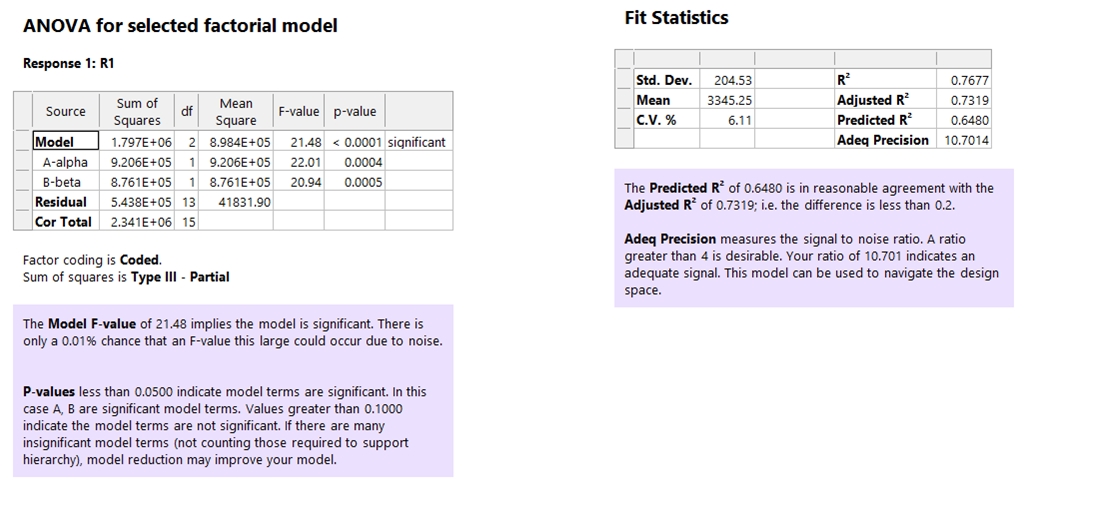 ANOVA for selected factorial model
Response 1: R1
Source Sum of Squares df Mean Square F-value p-value
Model 1.797E+06 2 8.984E+05 21.48 < 0.0001 significant
A-alpha 9.206E+05 1 9.206E+05 22.01 0.0004
B-beta 8.761E+05 1 8.761E+05 20.94 0.0005
Residual 5.438E+05 13 41831.90
Cor Total 2.341E+06 15
Factor coding is Coded.
Sum of squares is Type III - Partial
The Model F-value of 21.48 implies the model is significant. There is
only a 0.01% chance that an F-value this large could occur due to noise.
P-values less than 0.0500 indicate model terms are significant. In this
case A, B are significant model terms. Values greater than 0.1000
indicate the model terms are not significant. If there are many
insignificant model terms (not counting those required to support
hierarchy), model reduction may improve your model.
Fit Statistics
Std. Dev. 204.53 R² 0.7677
Mean 3345.25 Adjusted R² 0.7319
C.V. % 6.11 Predicted R² 0.6480
Adeq Precision 10.7014
The Predicted R² of 0.6480 is in reasonable agreement with the
Adjusted R² of 0.7319; i.e. the difference is less than 0.2.
Adeq Precision measures the signal to noise ratio. A ratio
greater than 4 is desirable. Your ratio of 10.701 indicates an
adequate signal. This model can be used to navigate the design
space.